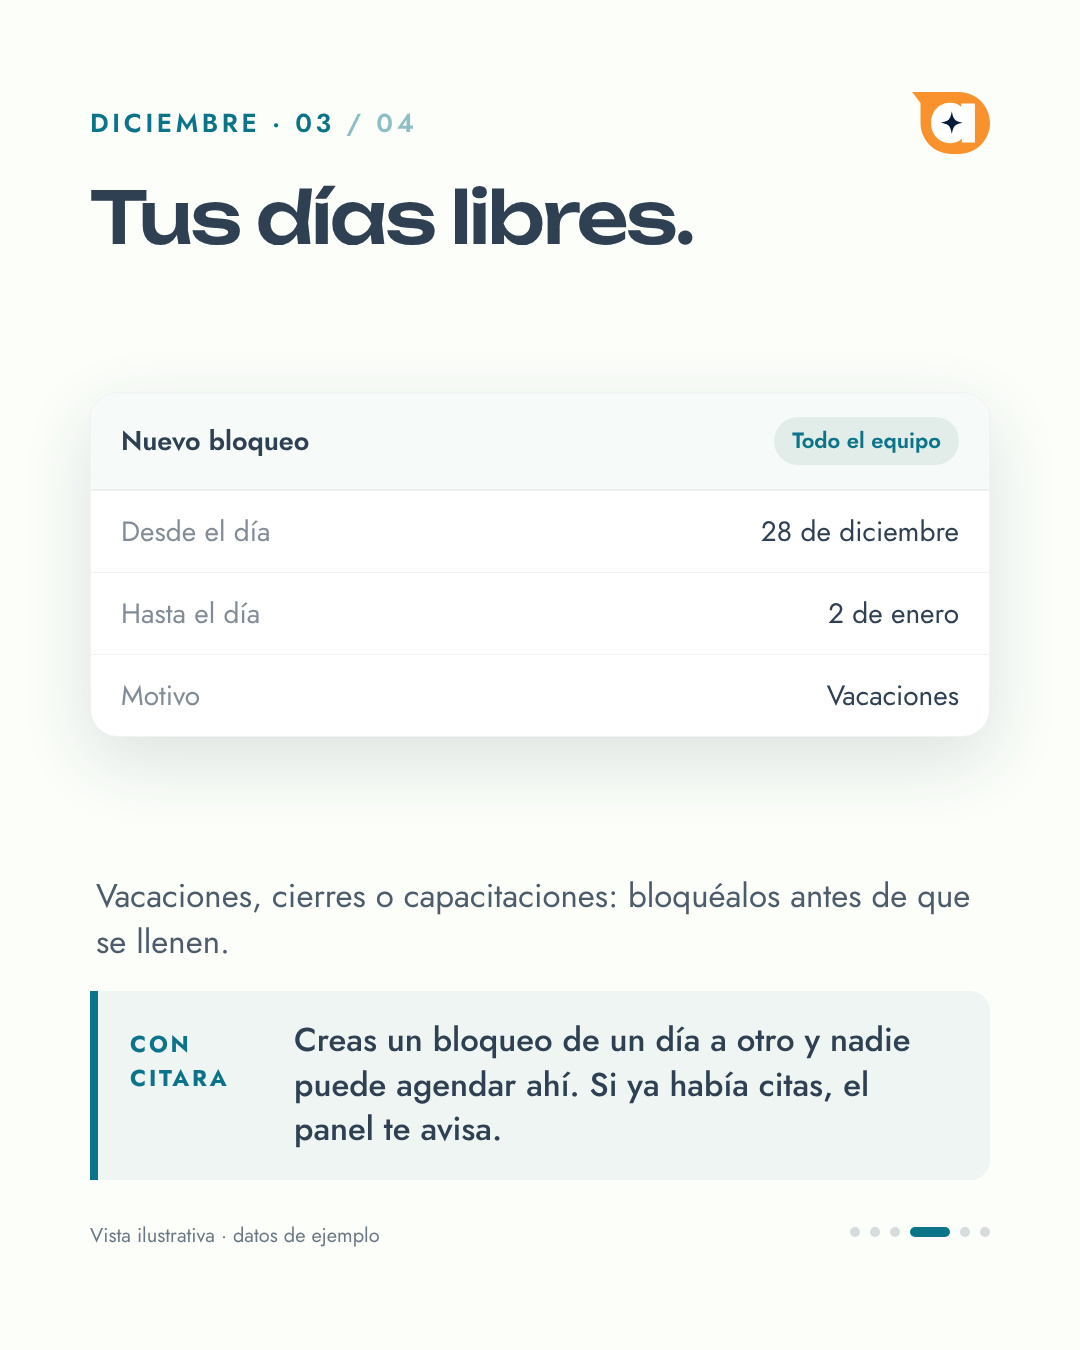 DICIEMBRE · 03 / 04
a
Tus días libres.
Nuevo bloqueo
Todo el equipo
Desde el día
28 de diciembre
Hasta el día
2 de enero
Motivo
Vacaciones
Vacaciones, cierres o capacitaciones: bloquéalos antes de que
se llenen.
CON
CITARA
Creas un bloqueo de un día a otro y nadie
puede agendar ahí. Si ya había citas, el
panel te avisa.
Vista ilustrativa · datos de ejemplo